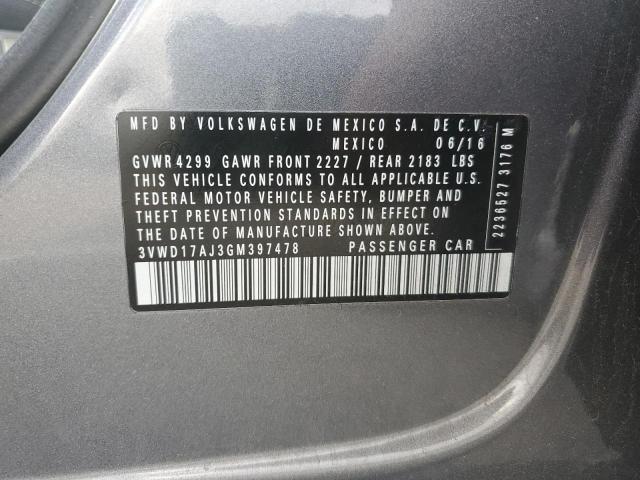 MFD BY VOLKSWAGEN DE MEXICO S.A. DE C.V.
MEXICO 06/16
GVWR 4299 GAWR FRONT 2227 / REAR 2183 LBS
THIS VEHICLE CONFORMS TO ALL APPLICABLE U.S.
FEDERAL MOTOR VEHICLE SAFETY, BUMPER AND
THEFT PREVENTION STANDARDS IN EFFECT ON
THE DATE OF MANUFACTURE SHOWN ABOVE
3VWD17AJ3GM397478 PASSENGER CAR
2236527 3176 M